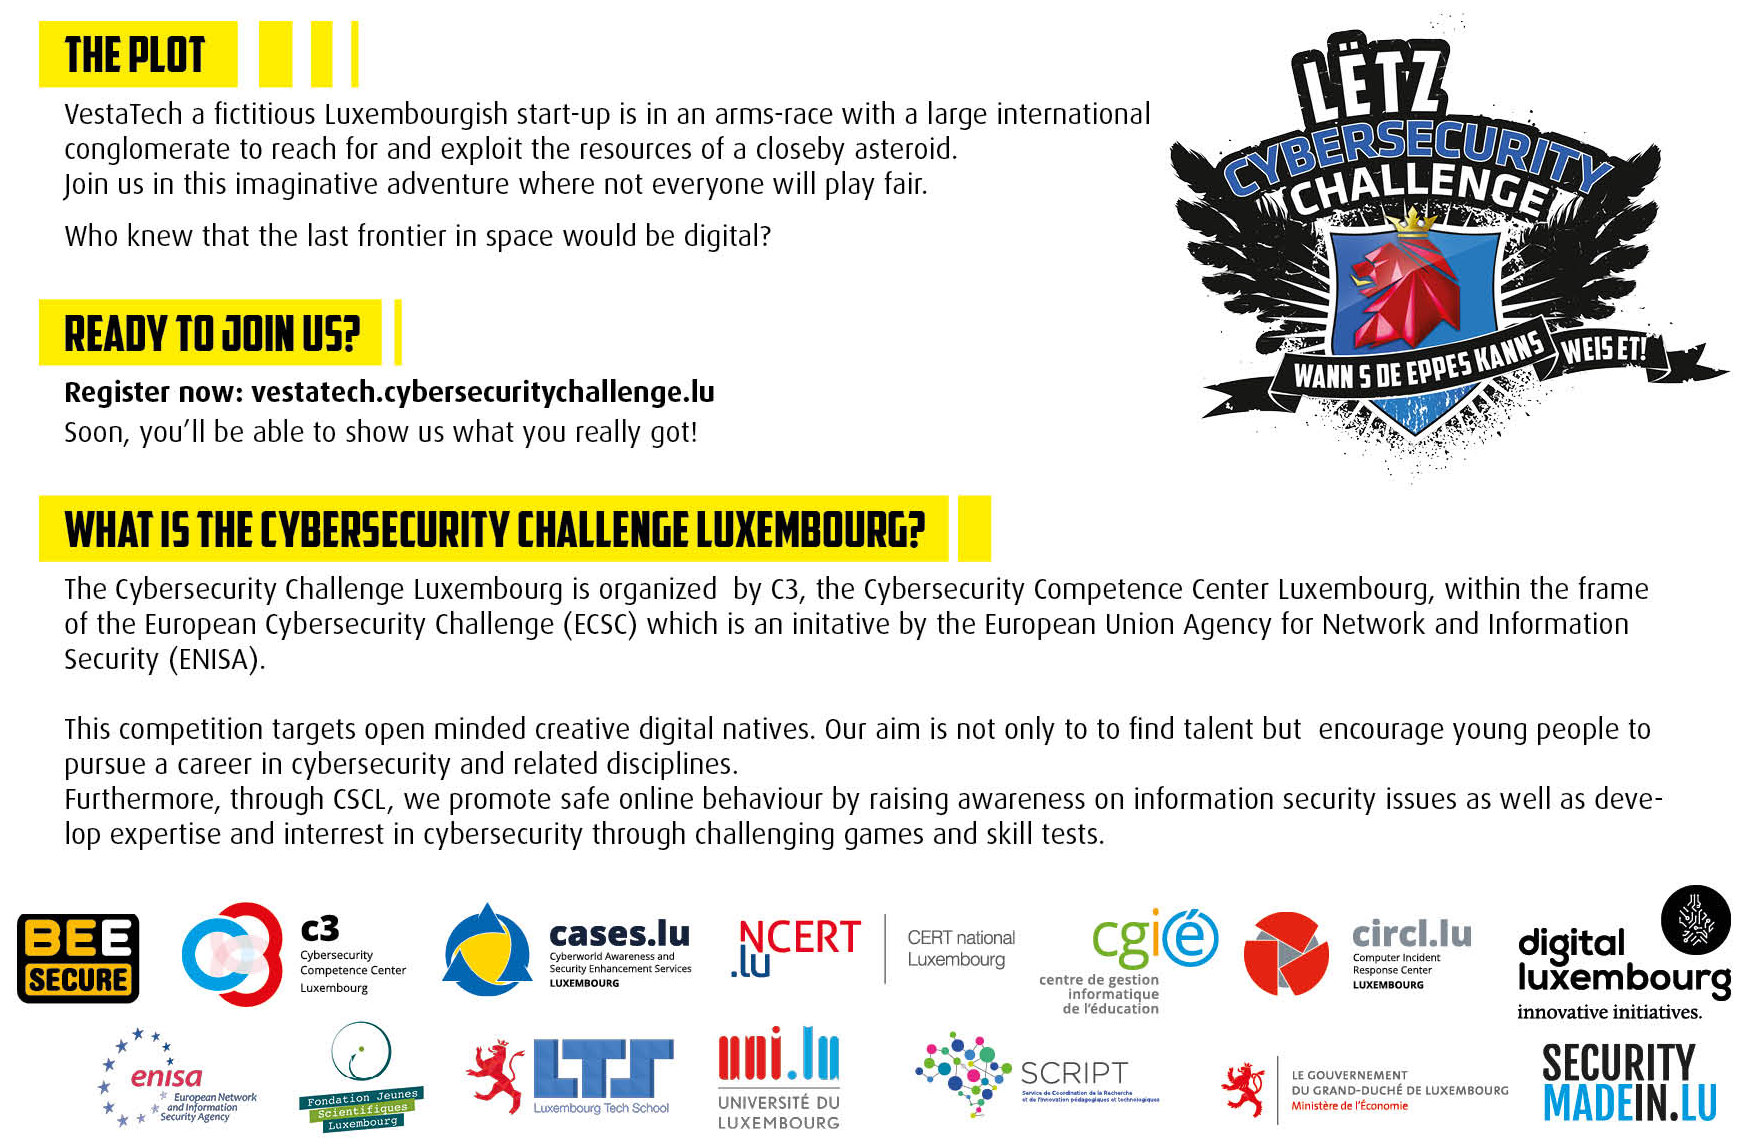 THE PLOT
VestaTech a fictitious Luxembourgish start-up is in an arms-race with a large international
conglomerate to reach for and exploit the resources of a closeby asteroid.
Join us in this imaginative adventure where not everyone will play fair.
Who knew that the last frontier in space would be digital?
LËTZ
CYBERSECURITY
CHALLENGE
WANN S DE EPPES KANNS WEIS ET!
READY TO JOIN US?
Register now: vestatech.cybersecuritychallenge.lu
Soon, you'll be able to show us what you really got!
WHAT IS THE CYBERSECURITY CHALLENGE LUXEMBOURG?
The Cybersecurity Challenge Luxembourg is organized by C3, the Cybersecurity Competence Center Luxembourg, within the frame
of the European Cybersecurity Challenge (ECSC) which is an initative by the European Union Agency for Network and Information
Security (ENISA).
This competition targets open minded creative digital natives. Our aim is not only to to find talent but encourage young people to
pursue a career in cybersecurity and related disciplines.
Furthermore, through CSCL, we promote safe online behaviour by raising awareness on information security issues as well as deve-
lop expertise and interrest in cybersecurity through challenging games and skill tests.
BEE
SECURE
c3
Cybersecurity
Competence Center
Luxembourg
cases.lu
Cyberworld Awareness and
Security Enhancement Services
LUXEMBOURG
NCERT
.lu
CERT national
Luxembourg
cgié
centre de gestion
informatique
de l'éducation
circl.lu
Computer Incident
Response Center
LUXEMBOURG
digital
luxembourg
innovative initiatives.
enisa
European Network
and Information
Security Agency
Fondation Jeunes
Scientifiques
Luxembourg
LTS
Luxembourg Tech School
uni.lu
UNIVERSITÉ DU
LUXEMBOURG
SCRIPT
Service de Coordination de la Recherche
et de l'Innovation pédagogiques et technologiques
LE GOUVERNEMENT
DU GRAND-DUCHÉ DE LUXEMBOURG
Ministère de l'Économie
SECURITY
MADEIN.LU